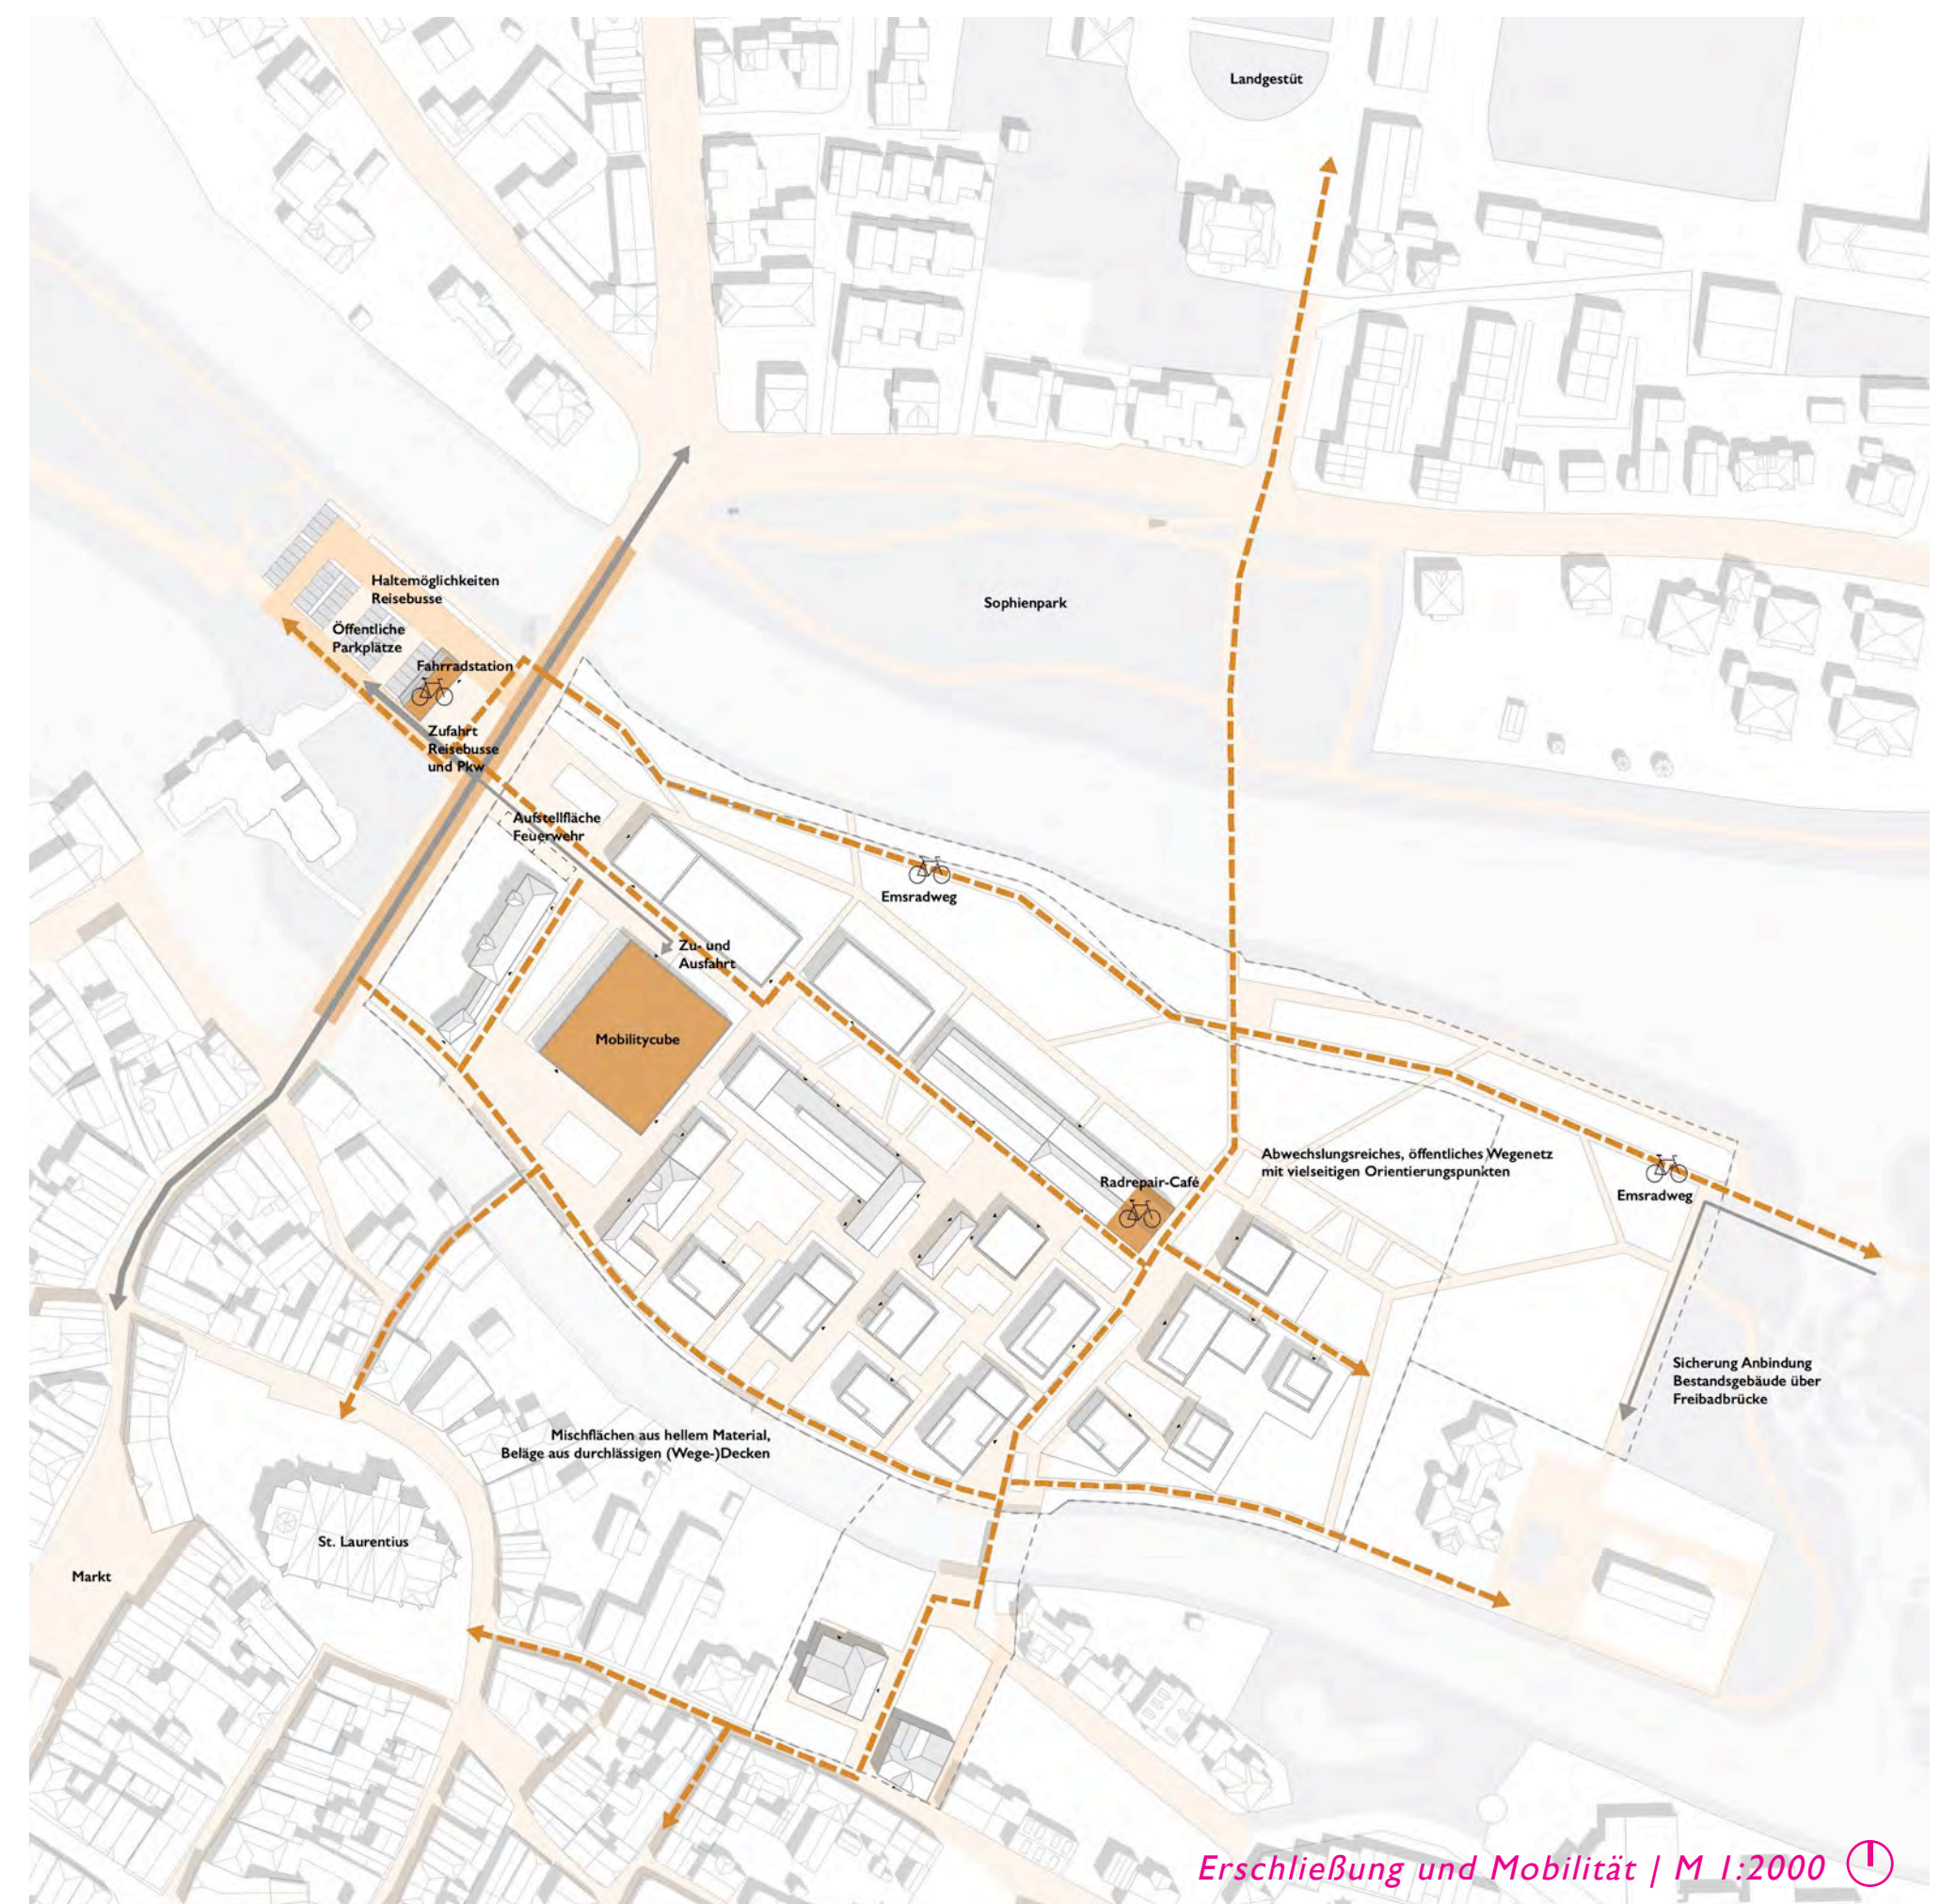 Landgestüt
Haltemöglichkeiten
Reisebusse
Sophienpark
Öffentliche
Parkplätze
Fahrradstation
Zufahrt
Reisebusse
und Pkw
Aufstellfläche
Feuerwehr
Emsradweg
Zu- und
Ausfahrt
Mobilitycube
Abwechslungsreiches, öffentliches Wegenetz
mit vielseitigen Orientierungspunkten
Radrepair-Café
Emsradweg
Sicherung Anbindung
Bestandsgebäude über
Freibadbrücke
Mischflächen aus hellem Material,
Beläge aus durchlässigen (Wege-)Decken
St. Laurentius
Markt
Erschließung und Mobilität | M 1:2000